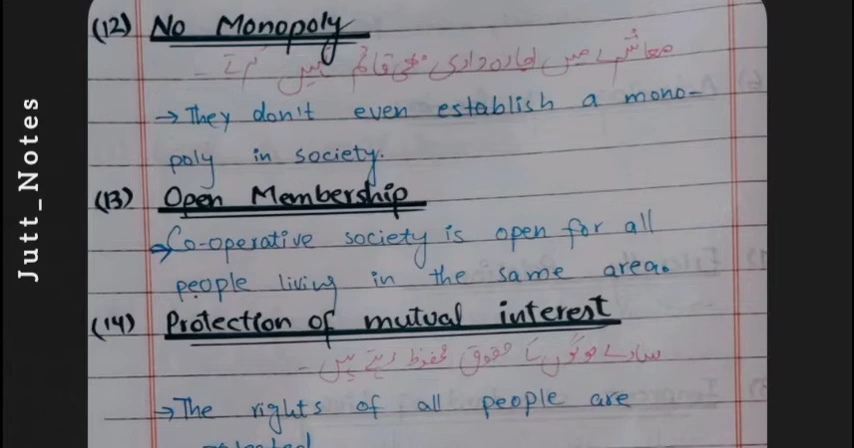 Jutt_Notes
(12) No Monopoly
معاشرے میں اجارہ داری بھی قائم نہیں کرتے -
→ They don't even establish a mono-
poly in society.
(13) Open Membership
→ Co-operative society is open for all
people living in the same area.
(14) Protection of mutual interest
سارے لوگوں کا حقوق محفوظ رہتے ہیں -
→ The rights of all people are